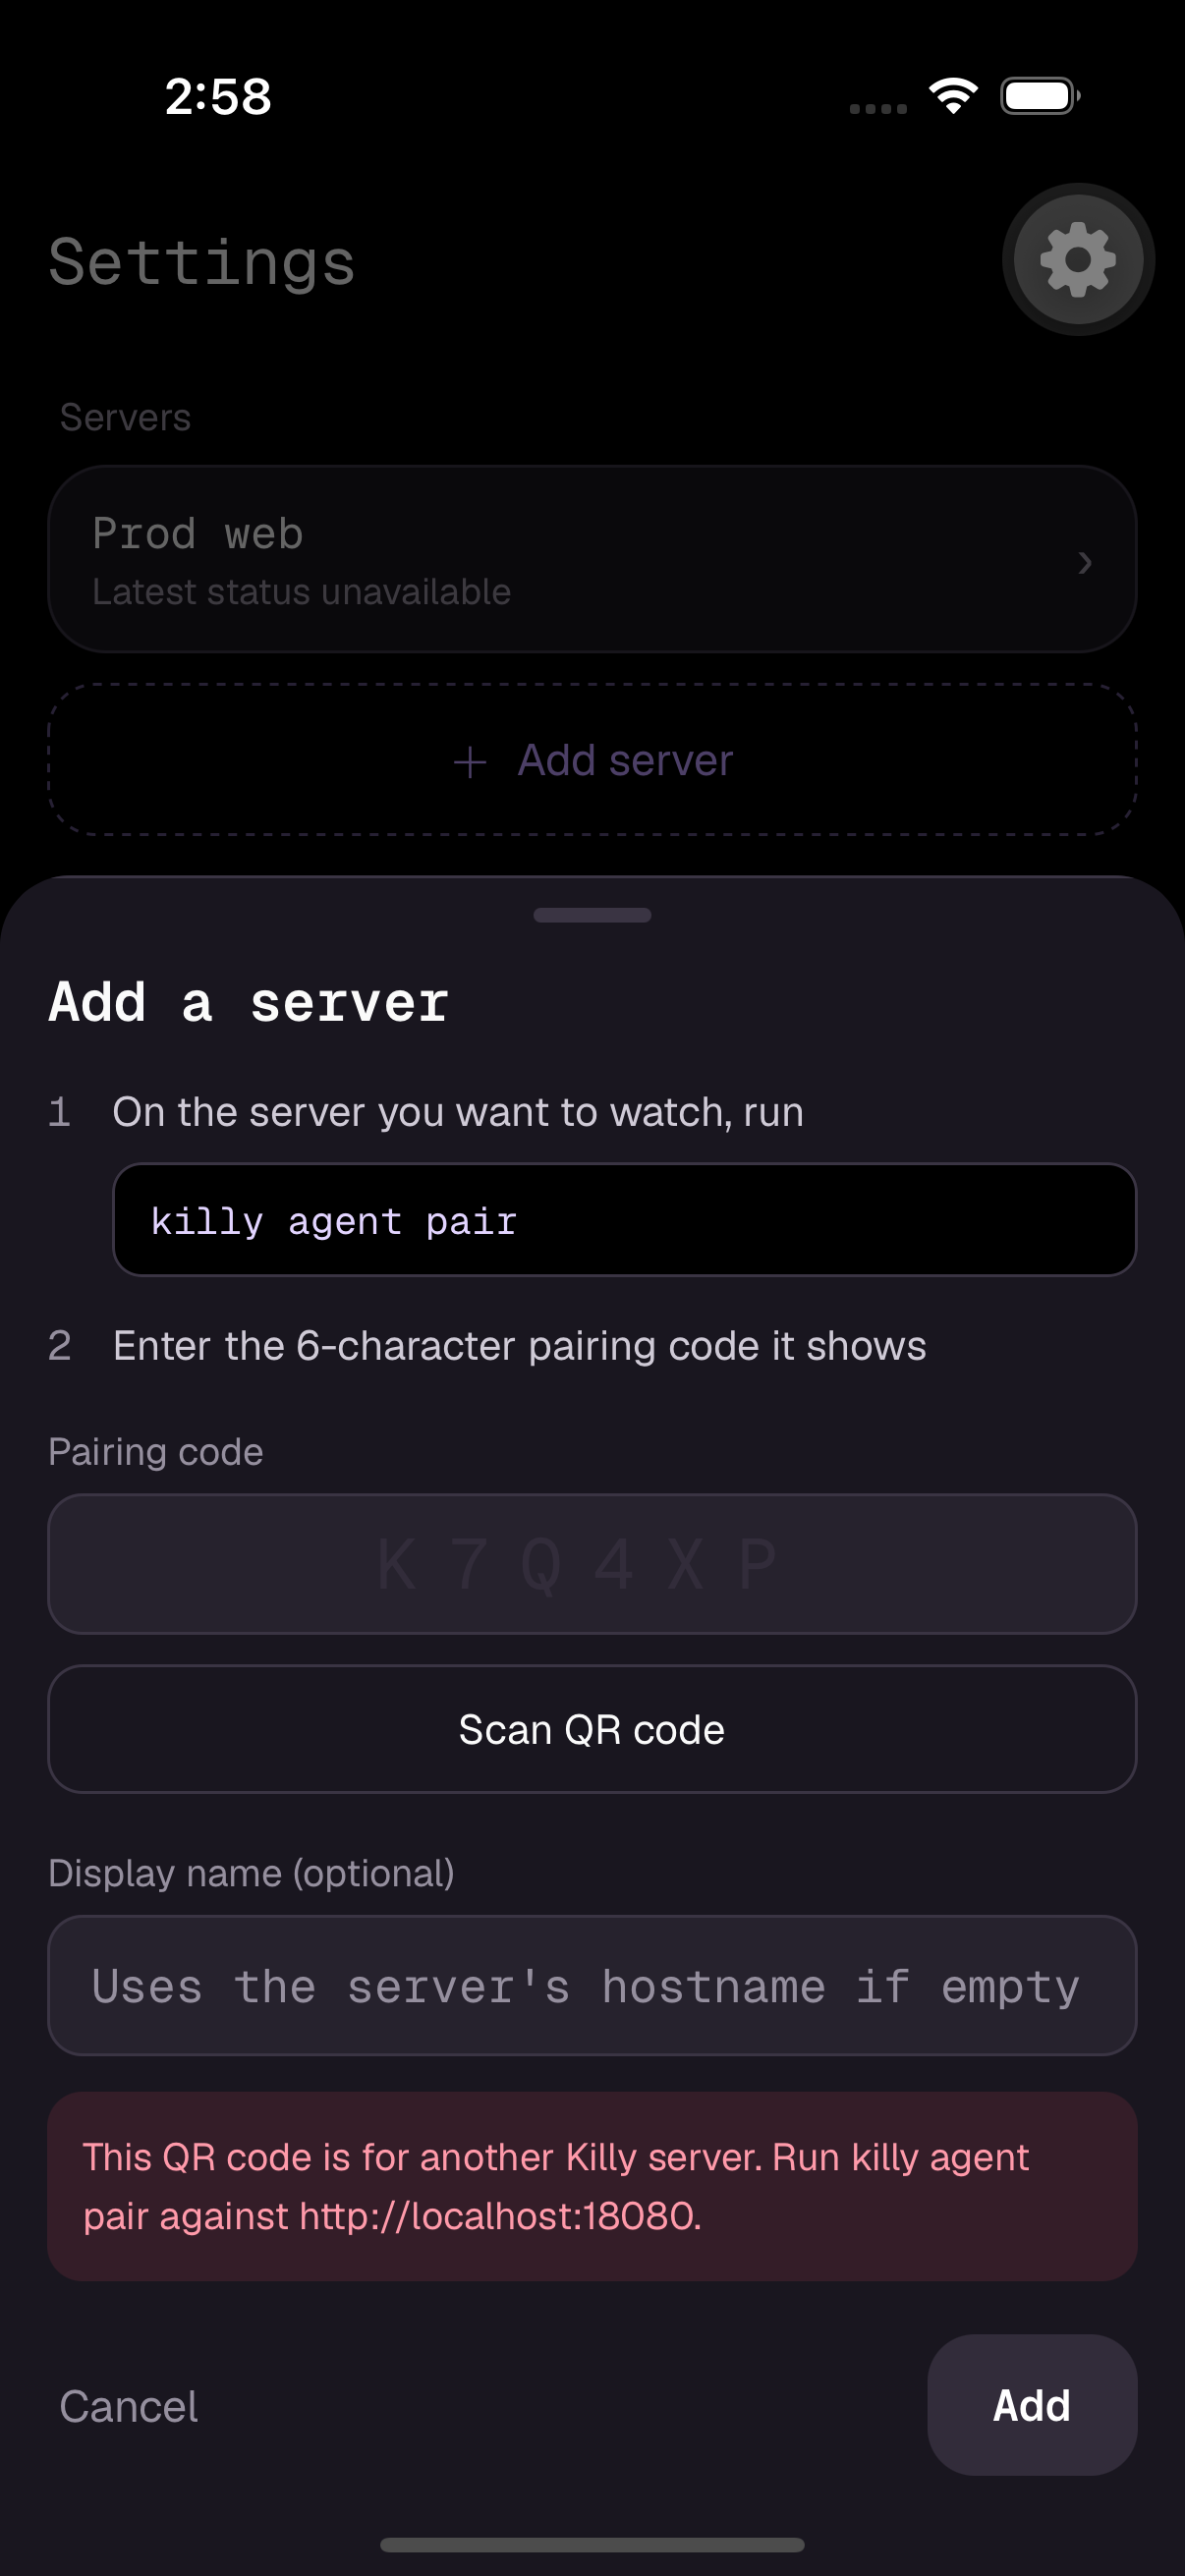 2:58
Settings
Servers
Prod web
Latest status unavailable
›
+ Add server
Add a server
1 On the server you want to watch, run
killy agent pair
2 Enter the 6-character pairing code it shows
Pairing code
K7Q4XP
Scan QR code
Display name (optional)
Uses the server's hostname if empty
This QR code is for another Killy server. Run killy agent
pair against http://localhost:18080.
Cancel
Add